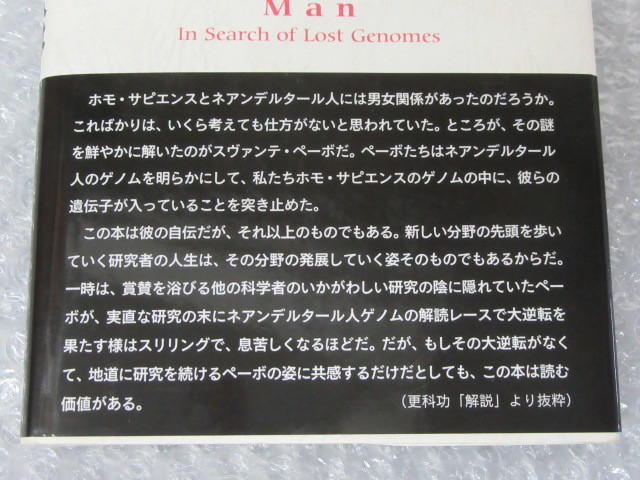 Man
In Search of Lost Genomes
ホモ・サピエンスとネアンデルタール人には男女関係があったのだろうか。
こればかりは、いくら考えても仕方がないと思われていた。ところが、その謎
を鮮やかに解いたのがスヴァンテ・ペーボだ。ペーボたちはネアンデルタール
人のゲノムを明らかにして、私たちホモ・サピエンスのゲノムの中に、彼らの
遺伝子が入っていることを突き止めた。
この本は彼の自伝だが、それ以上のものでもある。新しい分野の先頭を歩い
ていく研究者の人生は、その分野の発展していく姿そのものでもあるからだ。
一時は、賞賛を浴びる他の科学者のいかがわしい研究の陰に隠れていたペー
ボが、実直な研究の末にネアンデルタール人ゲノムの解読レースで大逆転を
果たす様はスリリングで、息苦しくなるほどだ。だが、もしその大逆転がなく
て、地道に研究を続けるペーボの姿に共感するだけだとしても、この本は読む
価値がある。
（更科功「解説」より抜粋）